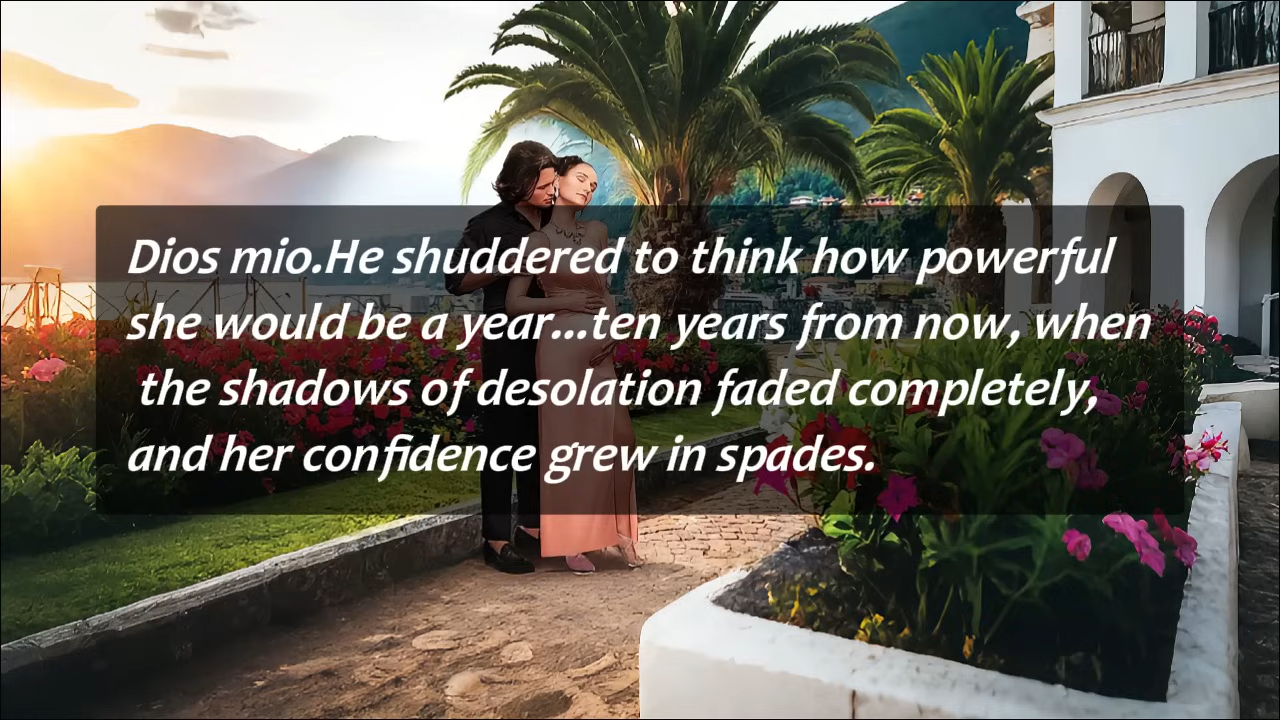 Dios mio.He shuddered to think how powerful
she would be a year...ten years from now, when
the shadows of desolation faded completely,
and her confidence grew in spades.